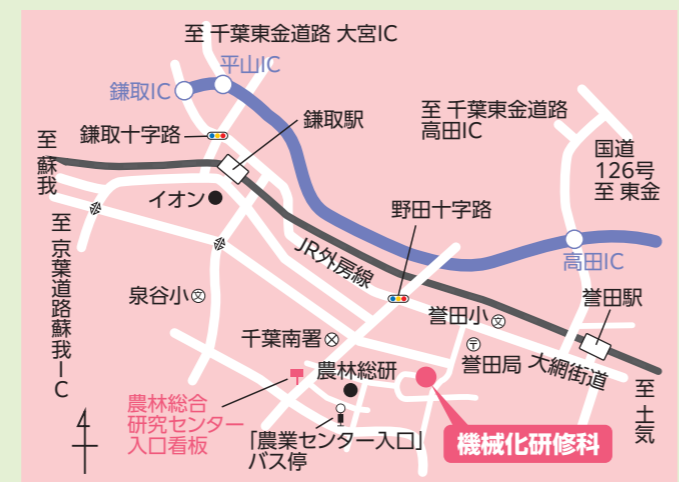 至 千葉東金道路 大宮IC
平山IC
鎌取IC
至 千葉東金道路
高田IC
鎌取駅
鎌取十字路
国道
126号
至 東金
至 蘇我
イオン
野田十字路
至 京葉道路蘇我IC
JR外房線
高田IC
泉谷小
文
誉田駅
誉田小
文
千葉南署
〒
誉田局
大網街道
農林総研
至 土気
農林総合
研究センター
入口看板
「農業センター入口」
バス停
機械化研修科
4